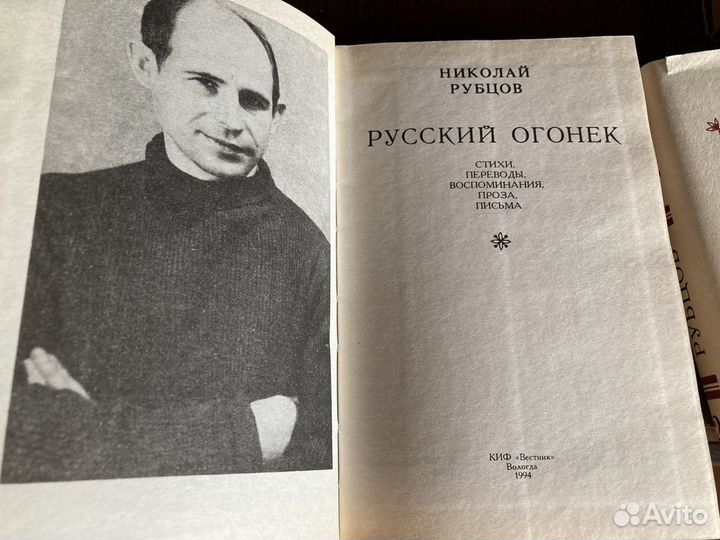 НИКОЛАЙ
РУБЦОВ
РУССКИЙ ОГОНЕК
СТИХИ,
ПЕРЕВОДЫ,
ВОСПОМИНАНИЯ,
ПРОЗА,
ПИСЬМА
КИФ «Вестник»
Вологда
1994
РУБЦОВ
Avito